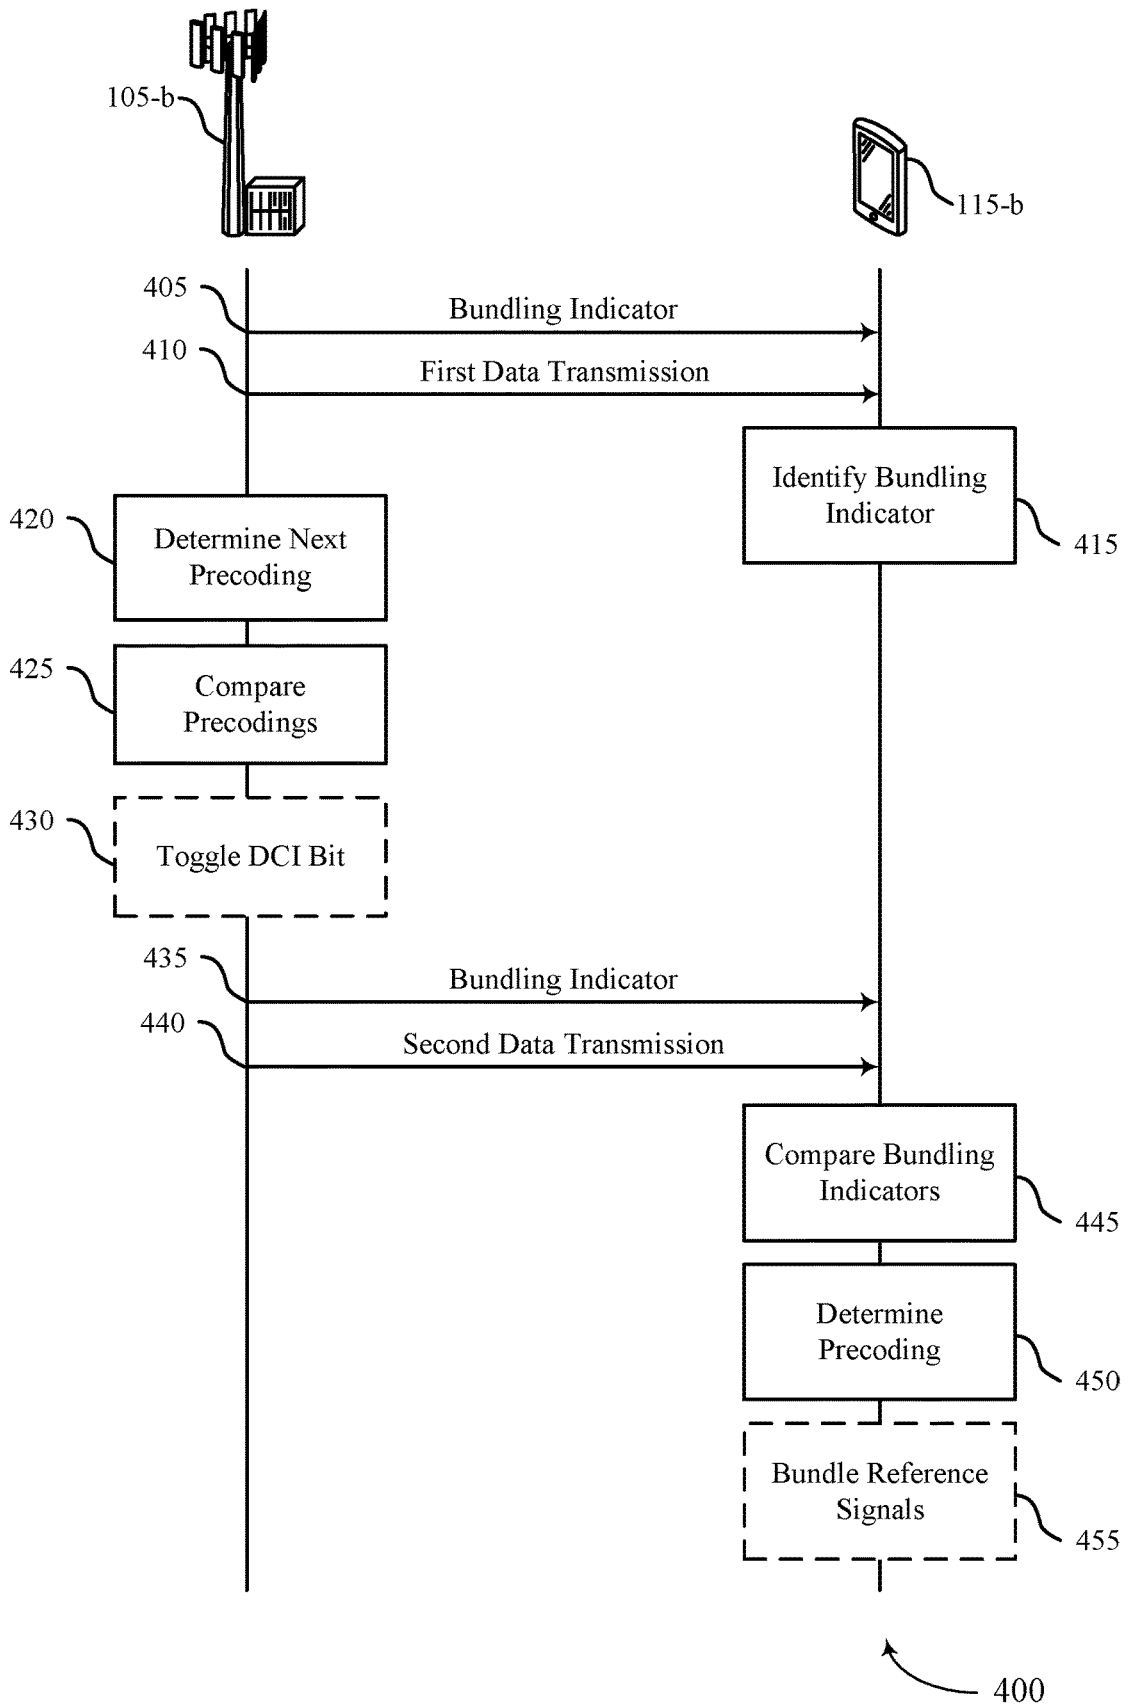 105-b
115-b
405
Bundling Indicator
410
First Data Transmission
Identify Bundling
Indicator
415
420
Determine Next
Precoding
425
Compare
Precodings
430
Toggle DCI Bit
435
Bundling Indicator
440
Second Data Transmission
Compare Bundling
Indicators
445
Determine
Precoding
450
Bundle Reference
Signals
455
400